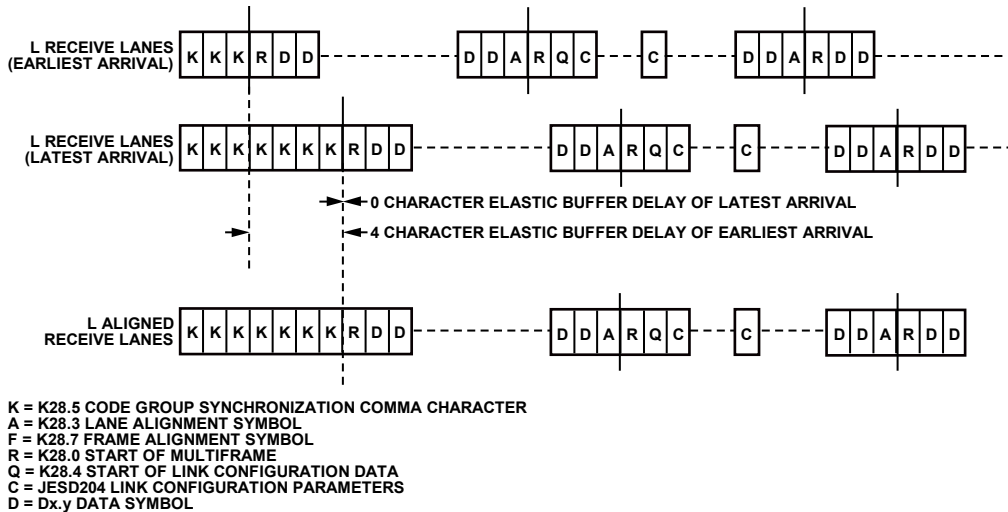 L RECEIVE LANES
(EARLIEST ARRIVAL)
K K K R D D
D D A R Q C
C
D D A R D D
L RECEIVE LANES
(LATEST ARRIVAL)
K K K K K K K R D D
D D A R Q C
C
D D A R D D
0 CHARACTER ELASTIC BUFFER DELAY OF LATEST ARRIVAL
4 CHARACTER ELASTIC BUFFER DELAY OF EARLIEST ARRIVAL
L ALIGNED
RECEIVE LANES
K K K K K K K R D D
D D A R Q C
C
D D A R D D
K = K28.5 CODE GROUP SYNCHRONIZATION COMMA CHARACTER
A = K28.3 LANE ALIGNMENT SYMBOL
F = K28.7 FRAME ALIGNMENT SYMBOL
R = K28.0 START OF MULTIFRAME
Q = K28.4 START OF LINK CONFIGURATION DATA
C = JESD204 LINK CONFIGURATION PARAMETERS
D = Dx.y DATA SYMBOL